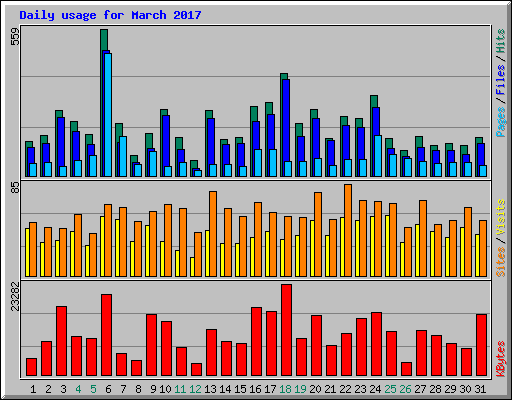 Daily usage for March 2017
559
Pages / Files / Hits
85
Sites / Visits
23282
KBytes
1 2 3 4 5 6 7 8 9 10 11 12 13 14 15 16 17 18 19 20 21 22 23 24 25 26 27 28 29 30 31